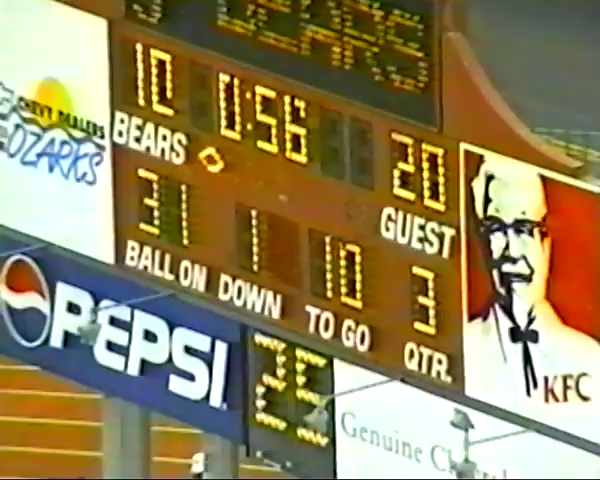 BEARS
10 0:56 20
CHEVY DEALERS
OZARKS
BEARS
GUEST
31 1 10 3
BALL ON DOWN TO GO QTR.
PEPSI
25
KFC
Genuine